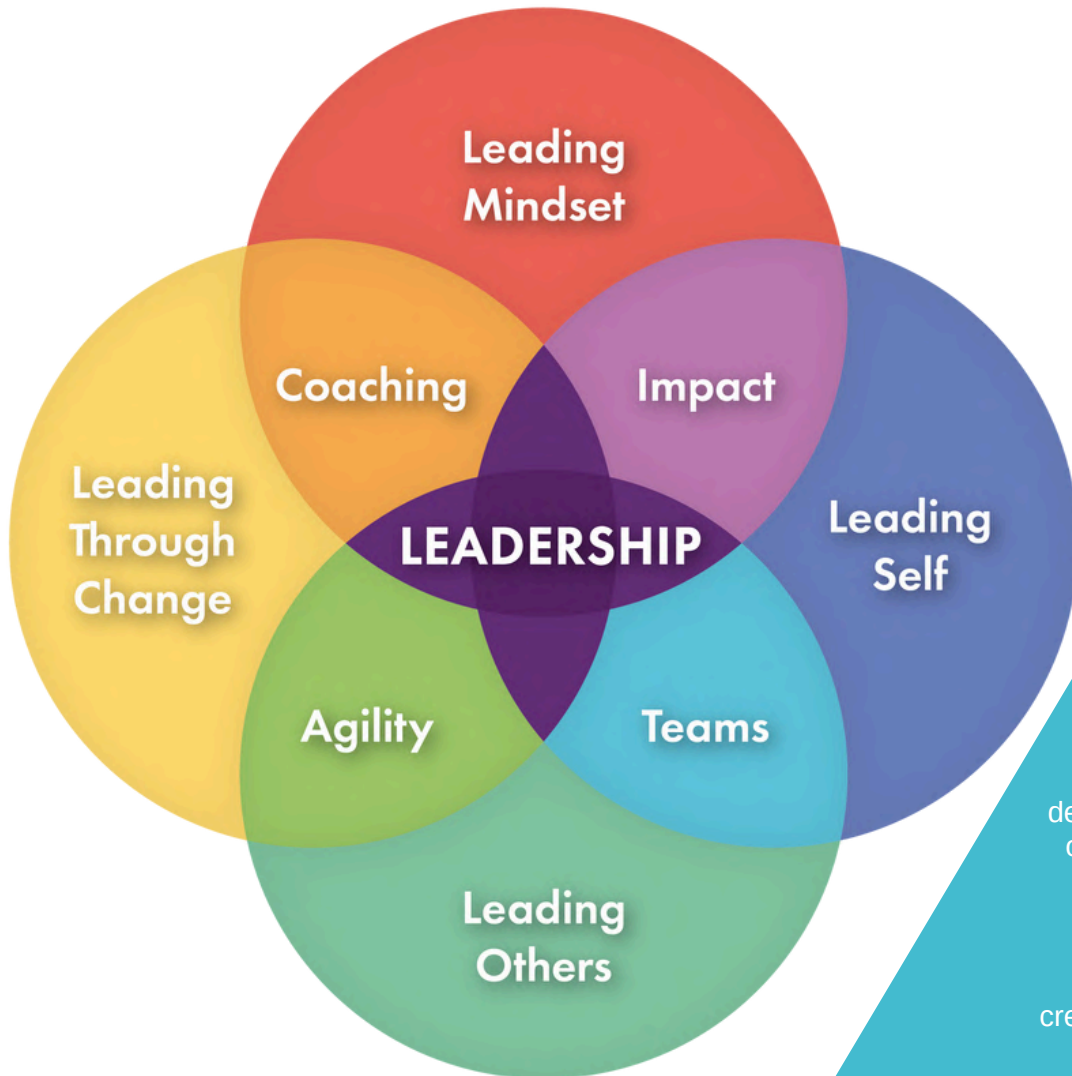 Leading
Mindset
Coaching
Impact
Leading
Through
Change
LEADERSHIP
Leading
Self
Agility
Teams
Leading
Others